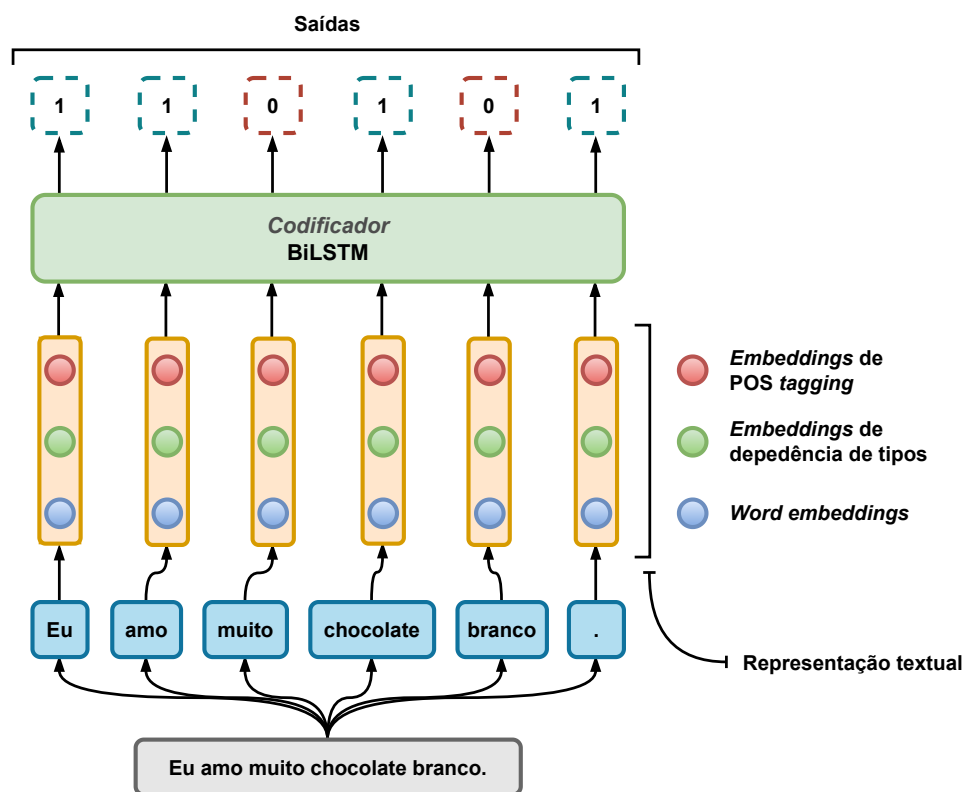 Saídas
1 1 0 1 0 1
Codificador
BiLSTM
Embeddings de
POS tagging
Embeddings de
depedência de tipos
Word embeddings
Eu amo muito chocolate branco .
Representação textual
Eu amo muito chocolate branco.